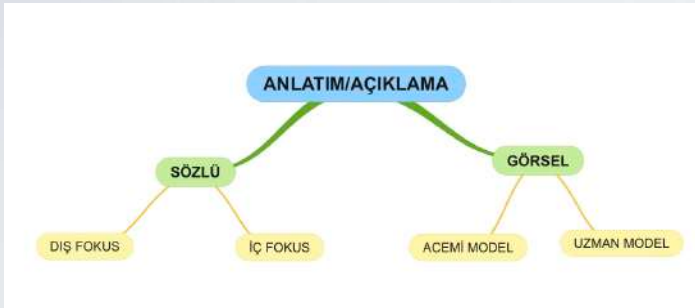 ANLATIM/AÇIKLAMA
SÖZLÜ
GÖRSEL
DIŞ FOKUS
İÇ FOKUS
ACEMİ MODEL
UZMAN MODEL